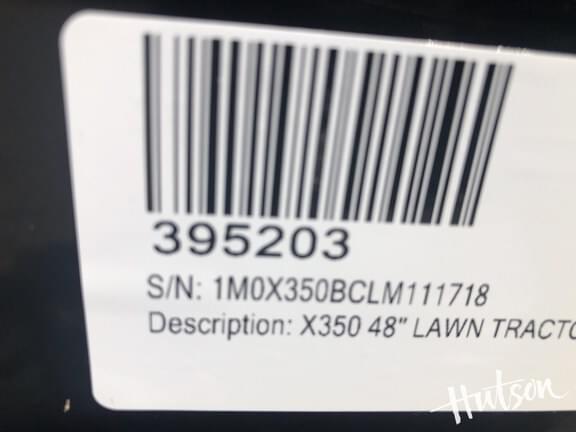 395203
S/N: 1M0X350BCLM111718
Description: X350 48" LAWN TRACTO
Hutson